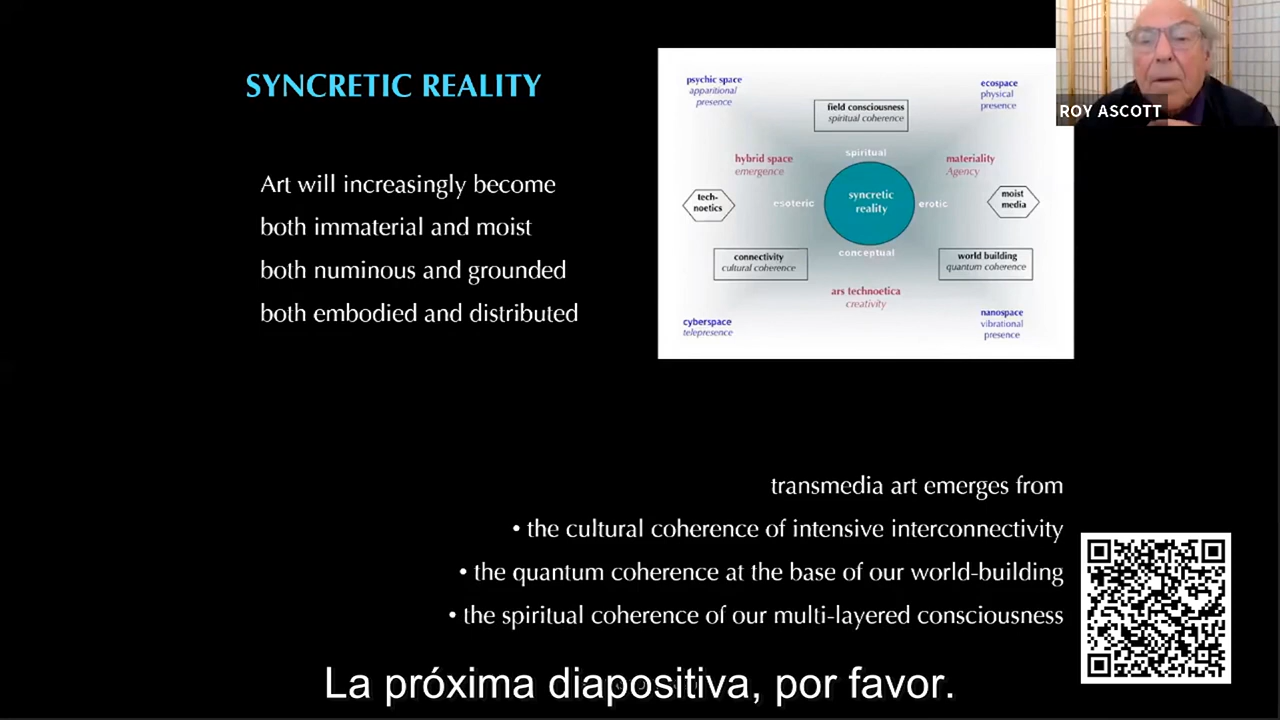 SYNCRETIC REALITY
Art will increasingly become
both immaterial and moist
both numinous and grounded
both embodied and distributed
psychic space
apparitional
presence
ecospace
physical
presence
field consciousness
spiritual coherence
ROY ASCOTT
hybrid space
emergence
spiritual
materiality
Agency
tech-
noetics
esoteric
syncretic
reality
erotic
moist
media
connectivity
cultural coherence
conceptual
world building
quantum coherence
ars technoetica
creativity
cyberspace
telepresence
nanospace
vibrational
presence
transmedia art emerges from
• the cultural coherence of intensive interconnectivity
• the quantum coherence at the base of our world-building
• the spiritual coherence of our multi-layered consciousness
La próxima diapositiva, por favor.